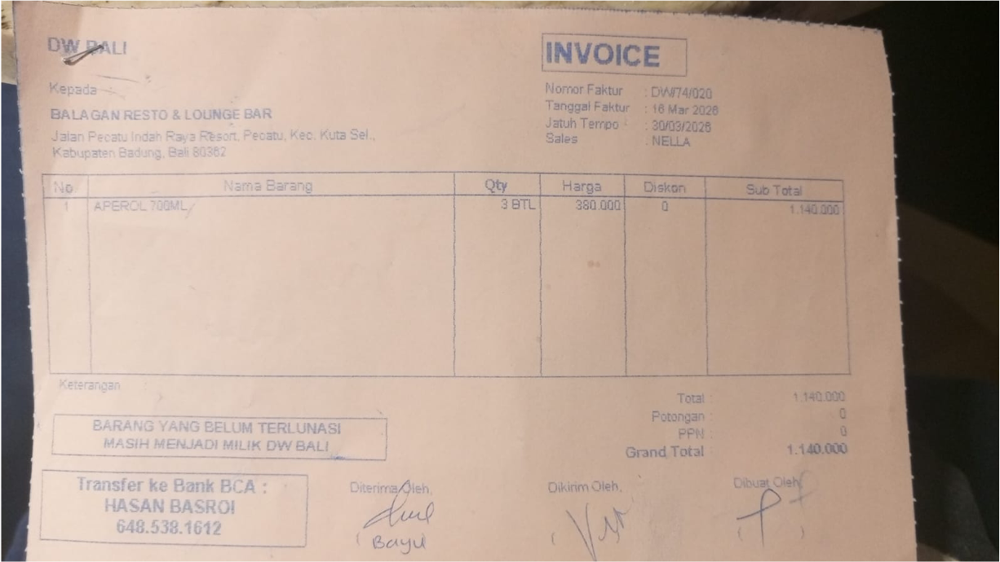 DW BALI
INVOICE
Kepada :
BALAGAN RESTO & LOUNGE BAR
Jalan Pecatu Indah Raya Resort, Pecatu, Kec. Kuta Sel.,
Kabupaten Badung, Bali 80362
Nomor Faktur : DW/74/020
Tanggal Faktur : 16 Mar 2026
Jatuh Tempo : 30/03/2026
Sales : NELLA
No Nama Barang Qty Harga Diskon Sub Total
1 APEROL 700ML 3 BTL 380.000 0 1.140.000
Keterangan
BARANG YANG BELUM TERLUNASI
MASIH MENJADI MILIK DW BALI
Total : 1.140.000
Potongan : 0
PPN : 0
Grand Total : 1.140.000
Transfer ke Bank BCA :
HASAN BASROI
648.538.1612
Diterima Oleh,
(Bayu
Dikirim Oleh,
Dibuat Oleh,